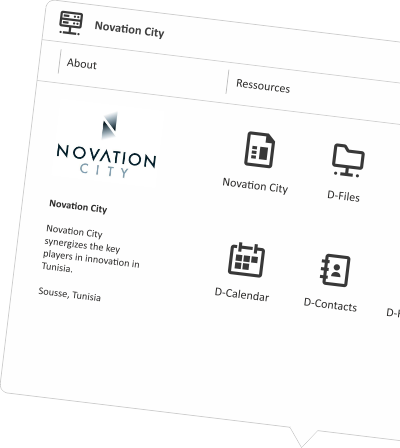 Novation City
About
Ressources
NOVATION
CITY
Novation City
Novation City
synergizes the key
players in innovation in
Tunisia.
Sousse, Tunisia
Novation City
D-Files
D-Calendar
D-Contacts